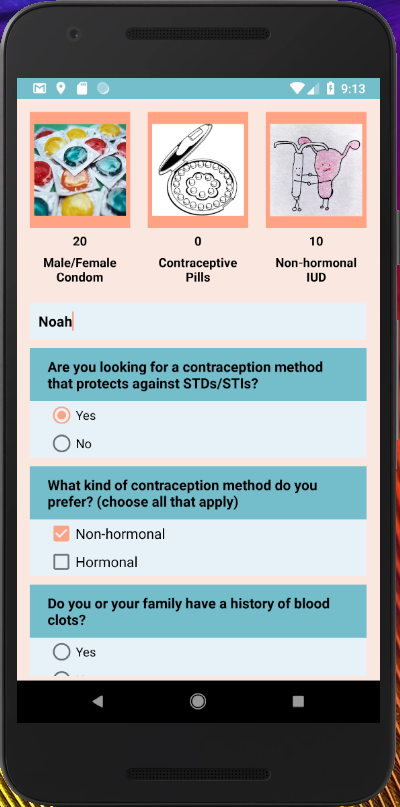 9:13
20
0
10
Male/Female
Condom
Contraceptive
Pills
Non-hormonal
IUD
Noah
Are you looking for a contraception method
that protects against STDs/STIs?
Yes
No
What kind of contraception method do you
prefer? (choose all that apply)
Non-hormonal
Hormonal
Do you or your family have a history of blood
clots?
Yes